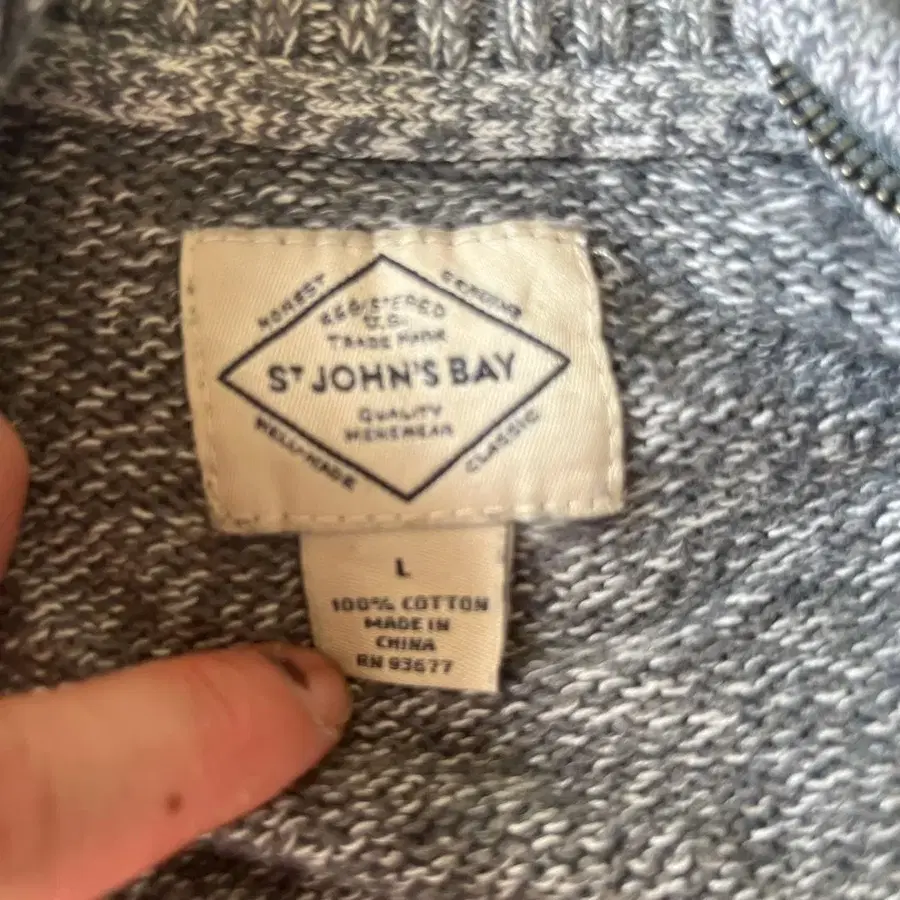 HONEST
GENUINE
REGISTERED
U.S.
TRADE MARK
ST JOHN'S BAY
QUALITY
MENSWEAR
WELL-MADE
CLASSIC
L
100% COTTON
MADE IN
CHINA
RN 93677